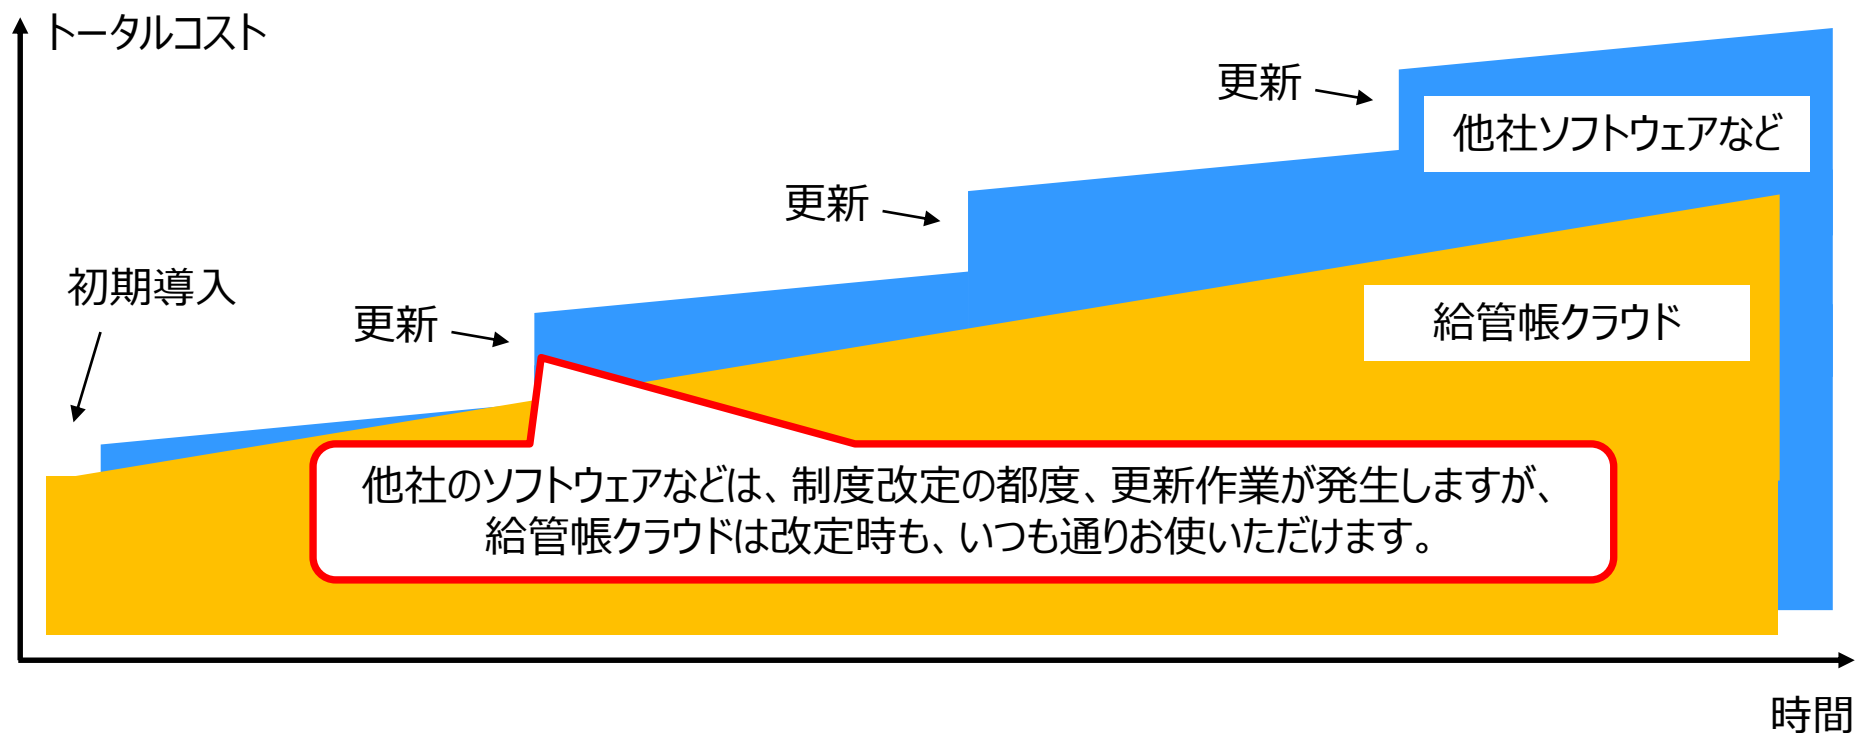 トータルコスト
更新
他社ソフトウェアなど
更新
初期導入
更新
給管帳クラウド
他社のソフトウェアなどは、制度改定の都度、更新作業が発生しますが、
給管帳クラウドは改定時も、いつも通りお使いいただけます。
時間